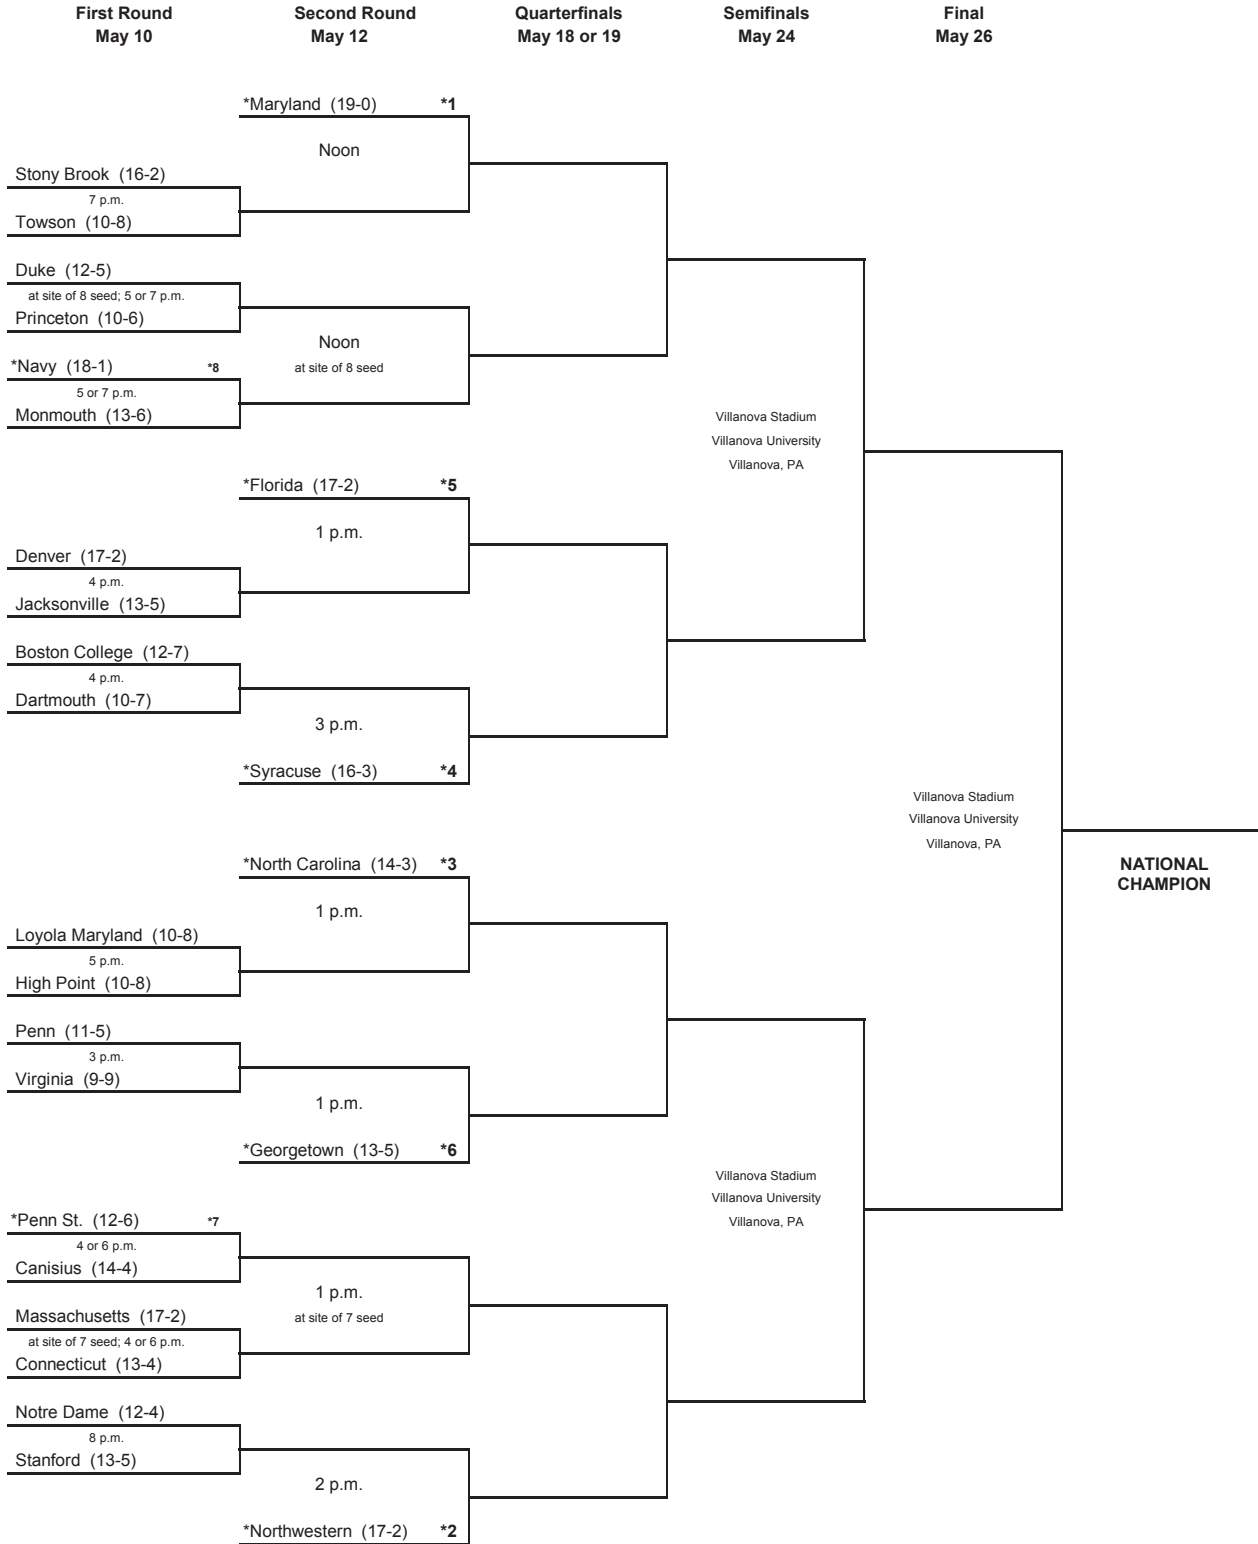 First Round
May 10
Second Round
May 12
Quarterfinals
May 18 or 19
Semifinals
May 24
Final
May 26
*Maryland (19-0) *1
Noon
Stony Brook (16-2)
7 p.m.
Towson (10-8)
Duke (12-5)
at site of 8 seed; 5 or 7 p.m.
Princeton (10-6)
Noon
at site of 8 seed
*Navy (18-1) *8
5 or 7 p.m.
Monmouth (13-6)
Villanova Stadium
Villanova University
Villanova, PA
*Florida (17-2) *5
1 p.m.
Denver (17-2)
4 p.m.
Jacksonville (13-5)
Boston College (12-7)
4 p.m.
Dartmouth (10-7)
3 p.m.
*Syracuse (16-3) *4
Villanova Stadium
Villanova University
Villanova, PA
NATIONAL
CHAMPION
*North Carolina (14-3) *3
1 p.m.
Loyola Maryland (10-8)
5 p.m.
High Point (10-8)
Penn (11-5)
3 p.m.
Virginia (9-9)
1 p.m.
*Georgetown (13-5) *6
Villanova Stadium
Villanova University
Villanova, PA
*Penn St. (12-6) *7
4 or 6 p.m.
Canisius (14-4)
1 p.m.
at site of 7 seed
Massachusetts (17-2)
at site of 7 seed; 4 or 6 p.m.
Connecticut (13-4)
Notre Dame (12-4)
8 p.m.
Stanford (13-5)
2 p.m.
*Northwestern (17-2) *2